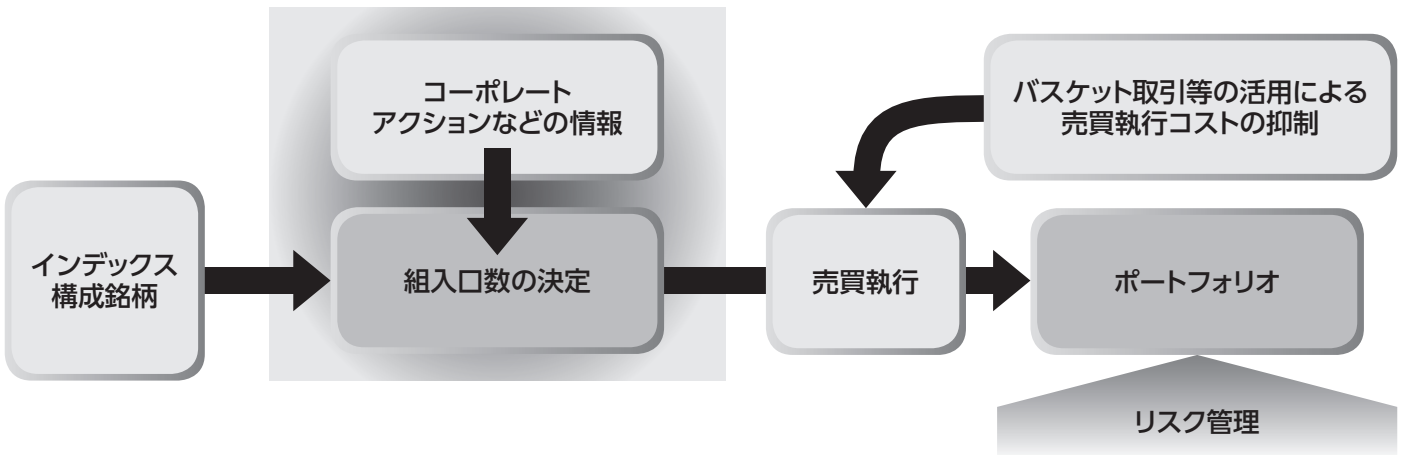 コーポレート
アクションなどの情報
バスケット取引等の活用による
売買執行コストの抑制
インデックス
構成銘柄
組入口数の決定
売買執行
ポートフォリオ
リスク管理